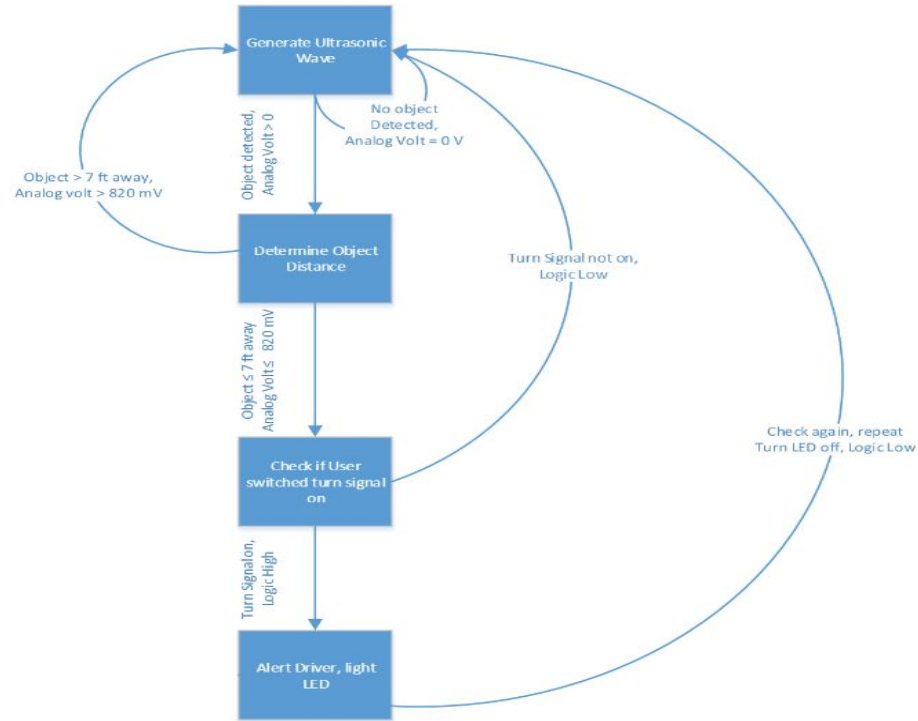 Generate Ultrasonic
Wave
No object
Detected,
Analog Volt = 0 V
Object detected,
Analog Volt > 0
Object > 7 ft away,
Analog volt > 820 mV
Determine Object
Distance
Turn Signal not on,
Logic Low
Object ≤ 7 ft away
Analog Volt ≤ 820 mV
Check again, repeat
Turn LED off, Logic Low
Check if User
switched turn signal
on
Turn Signalon,
Logic High
Alert Driver, light
LED